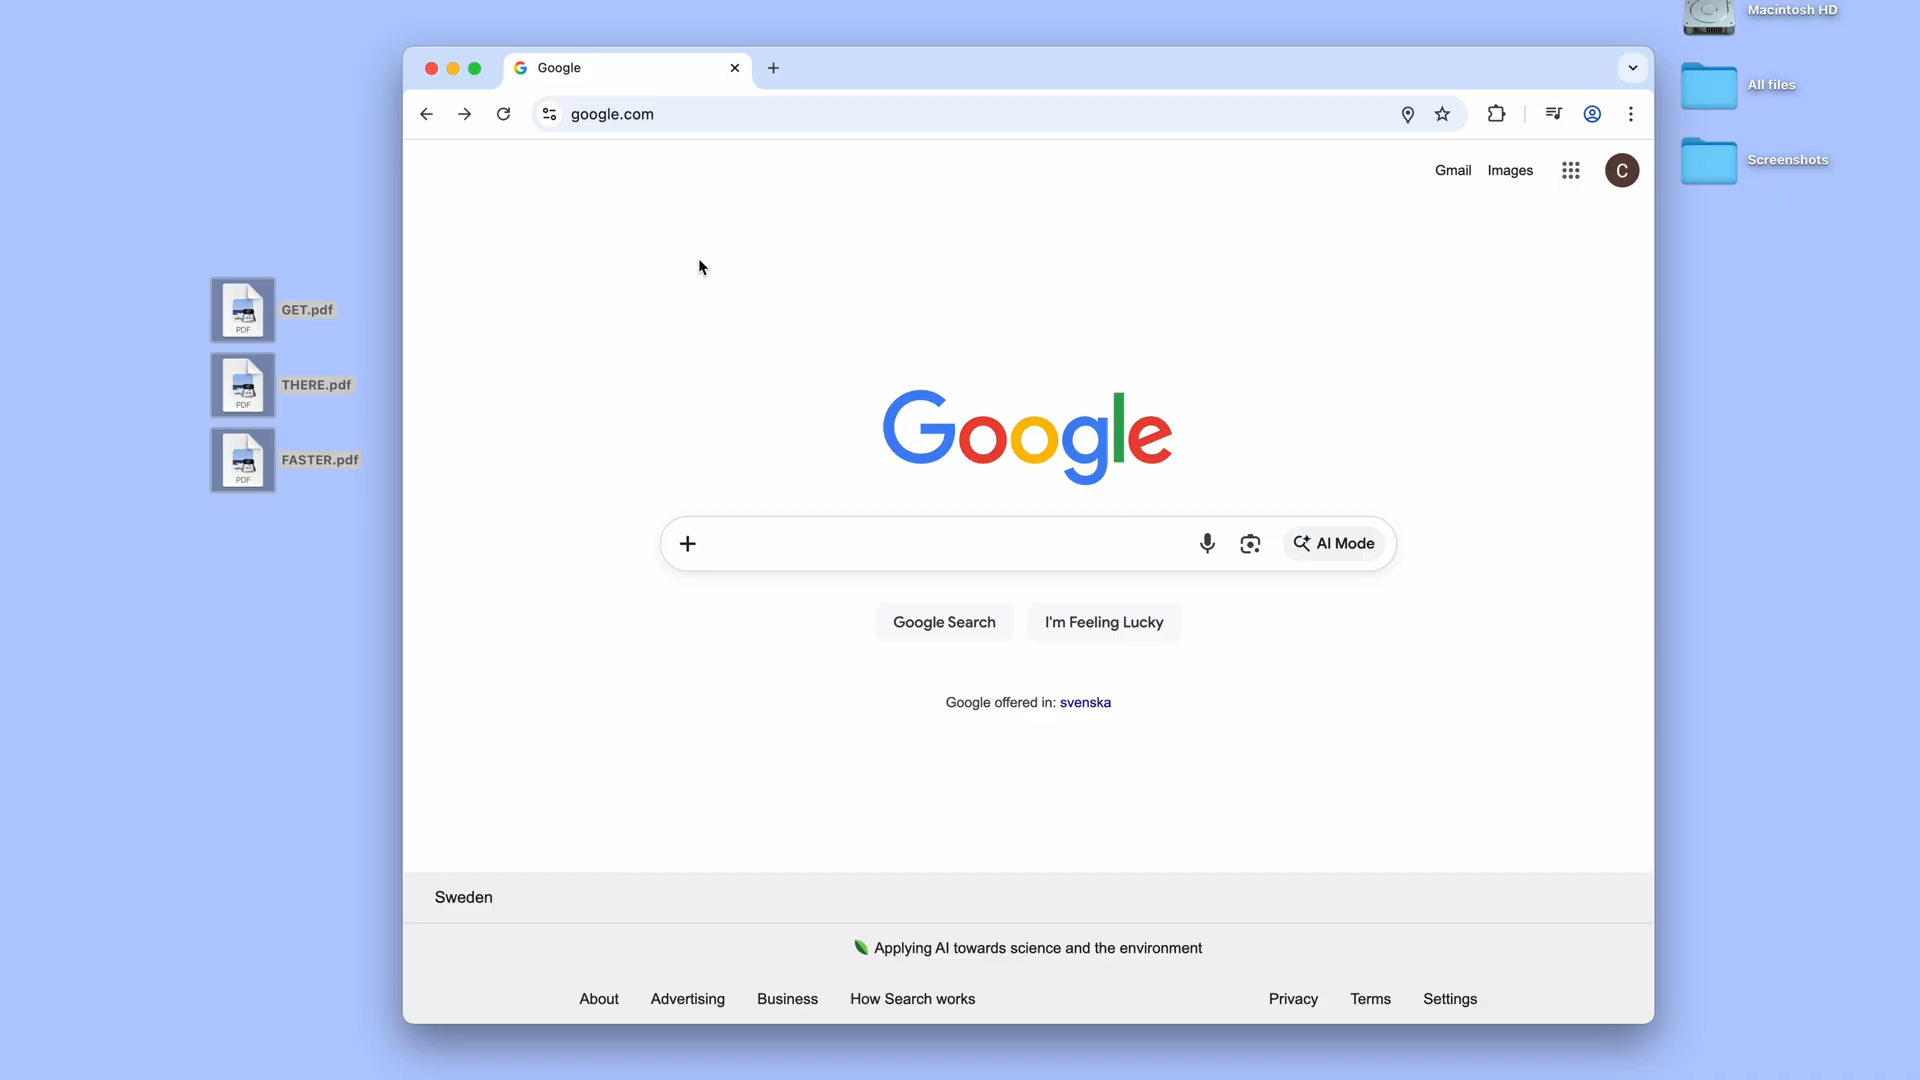 Macintosh HD
Google
All files
google.com
Screenshots
Gmail Images
C
GET.pdf
PDF
THERE.pdf
PDF
FASTER.pdf
PDF
Google
AI Mode
Google Search
I'm Feeling Lucky
Google offered in: svenska
Sweden
Applying AI towards science and the environment
About Advertising Business How Search works
Privacy Terms Settings